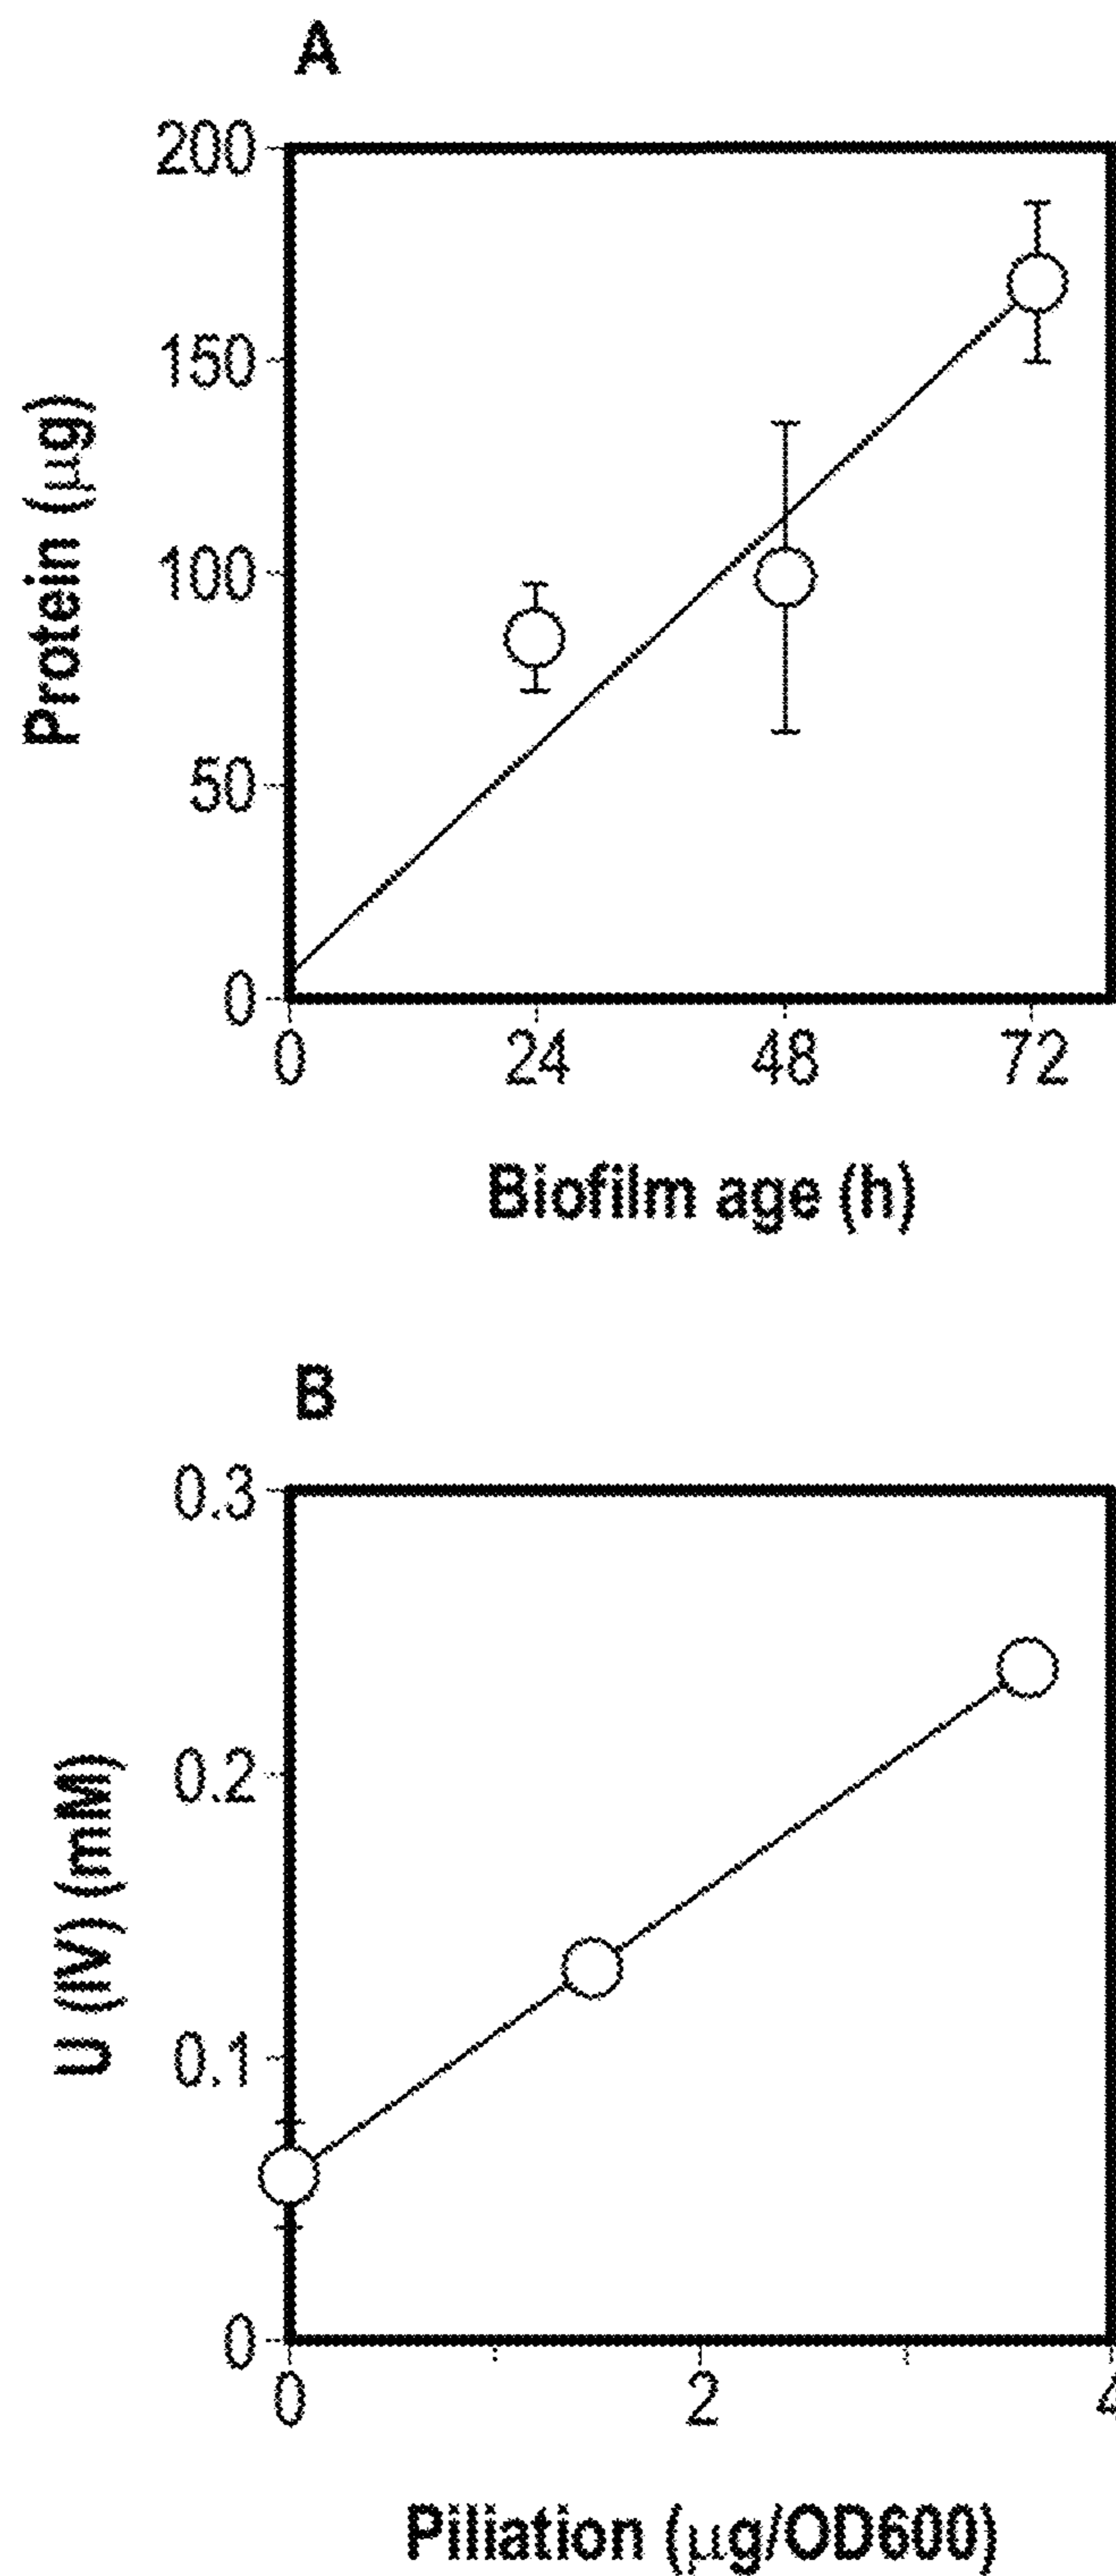 A
200
150
100
50
0
Protein (μg)
0 24 48 72
Biofilm age (h)
B
0.3
0.2
0.1
0
U (IV) (mM)
0 2 4
Piliation (μg/OD600)